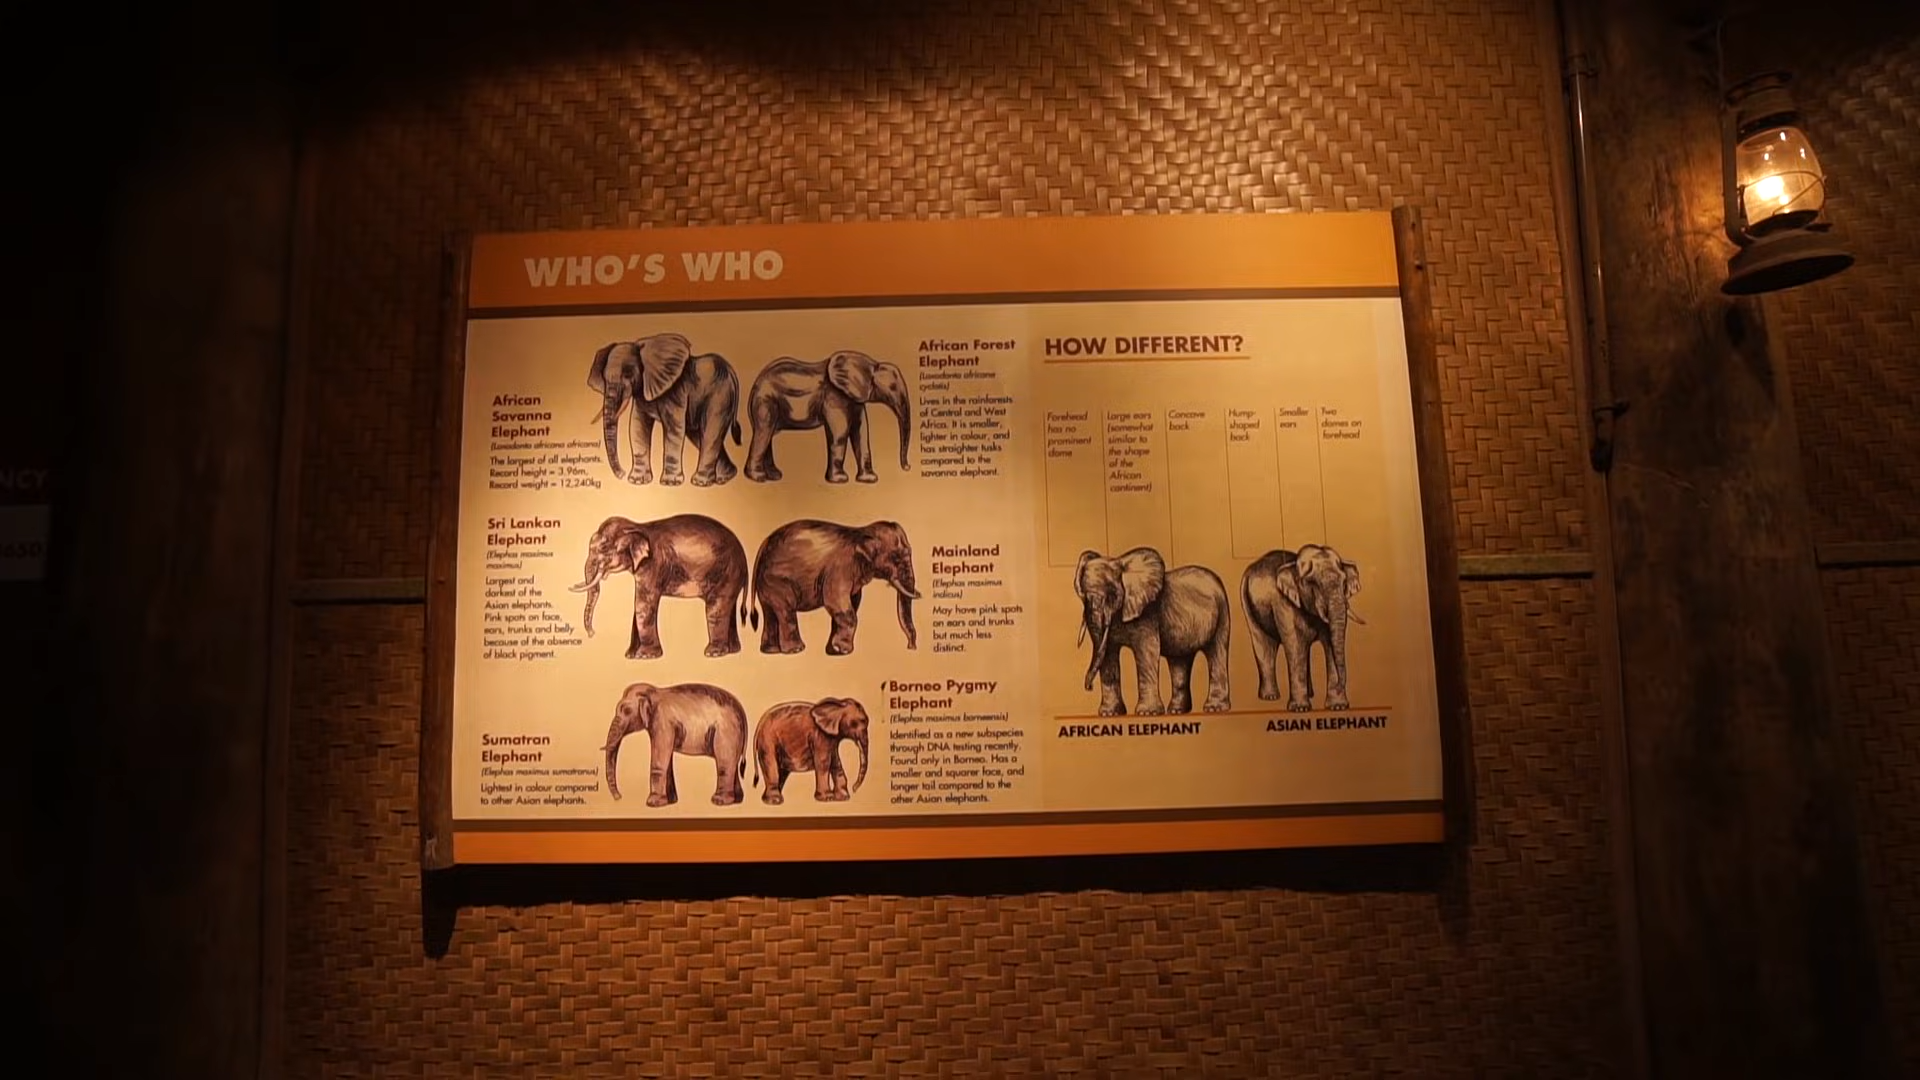 WHO'S WHO
African
Savanna
Elephant
(Loxodonta africana africana)
The largest of all elephants.
Record height = 3.96m.
Record weight = 12,240kg
African Forest
Elephant
(Loxodonta africana
cyclotis)
Lives in the rainforests
of Central and West
Africa. It is smaller,
lighter in colour, and
has straighter tusks
compared to the
savanna elephant.
Sri Lankan
Elephant
(Elephas maximus
maximus)
Largest and
darkest of the
Asian elephants.
Pink spots on face,
ears, trunks and belly
because of the absence
of black pigment.
Mainland
Elephant
(Elephas maximus
indicus)
May have pink spots
on ears and trunks
but much less
distinct.
Sumatran
Elephant
(Elephas maximus sumatranus)
Lightest in colour compared
to other Asian elephants.
Borneo Pygmy
Elephant
(Elephas maximus borneensis)
Identified as a new subspecies
through DNA testing recently.
Found only in Borneo. Has a
smaller and squarer face, and
longer tail compared to the
other Asian elephants.
HOW DIFFERENT?
Forehead
has no
prominent
dome
Large ears
(somewhat
similar to
the shape
of the
African
continent)
Concave
back
Hump-
shaped
back
Smaller
ears
Two
domes on
forehead
AFRICAN ELEPHANT
ASIAN ELEPHANT